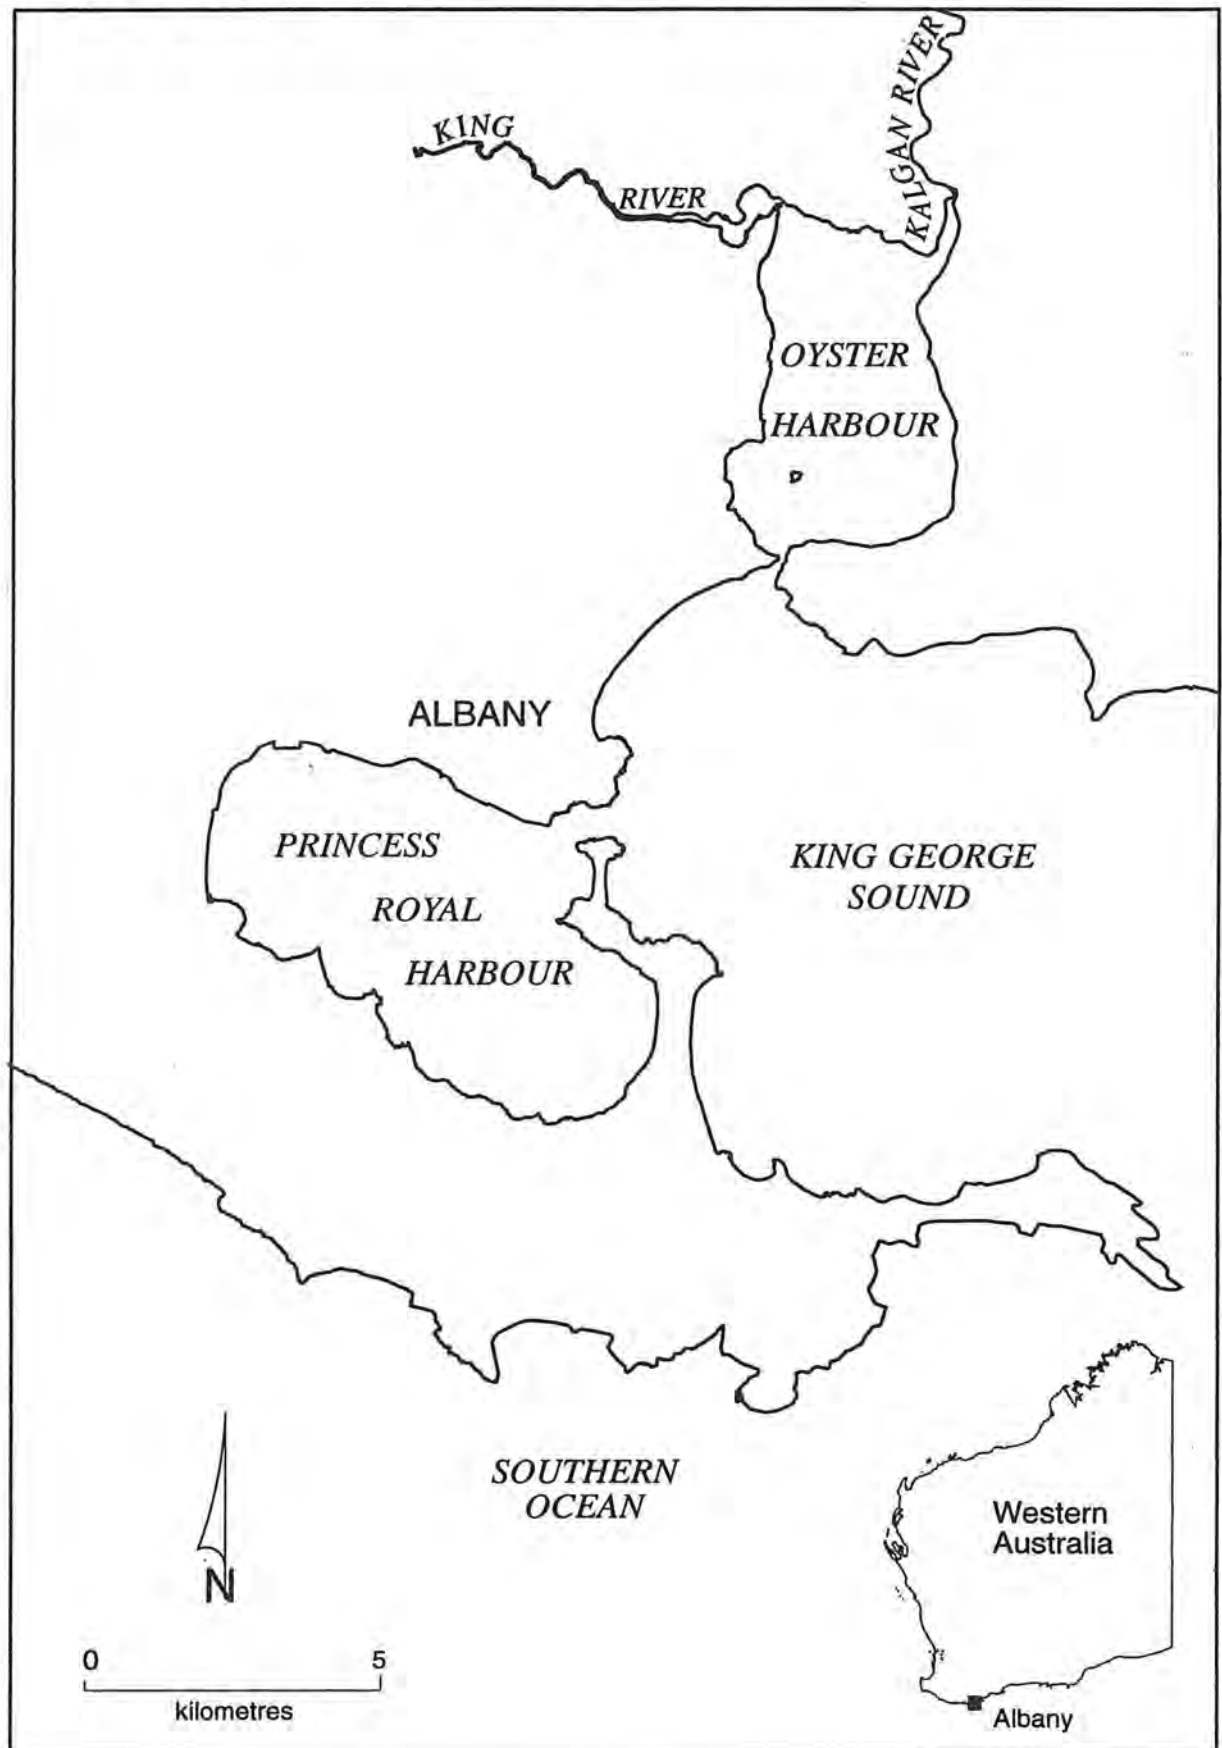 KING
RIVER
KALGAN RIVER
OYSTER
HARBOUR
ALBANY
PRINCESS
ROYAL
HARBOUR
KING GEORGE
SOUND
SOUTHERN
OCEAN
N
0 5
kilometres
Western
Australia
Albany